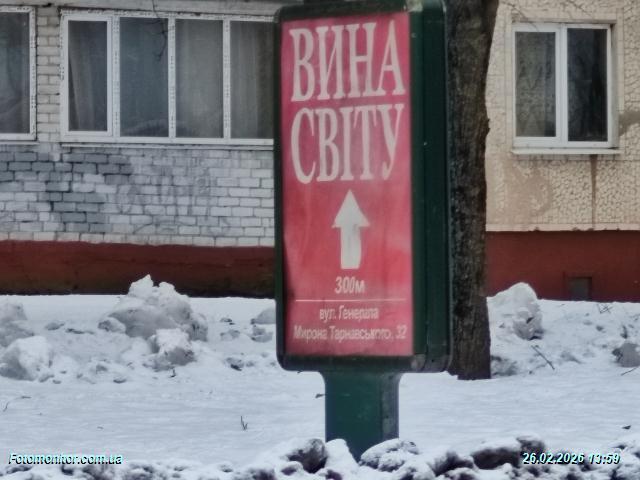 ВИНА
СВІТУ
300м
вул. Генерала
Мирона Тарнавського, 32
Fotomonitor.com.ua
26.02.2026 13:59